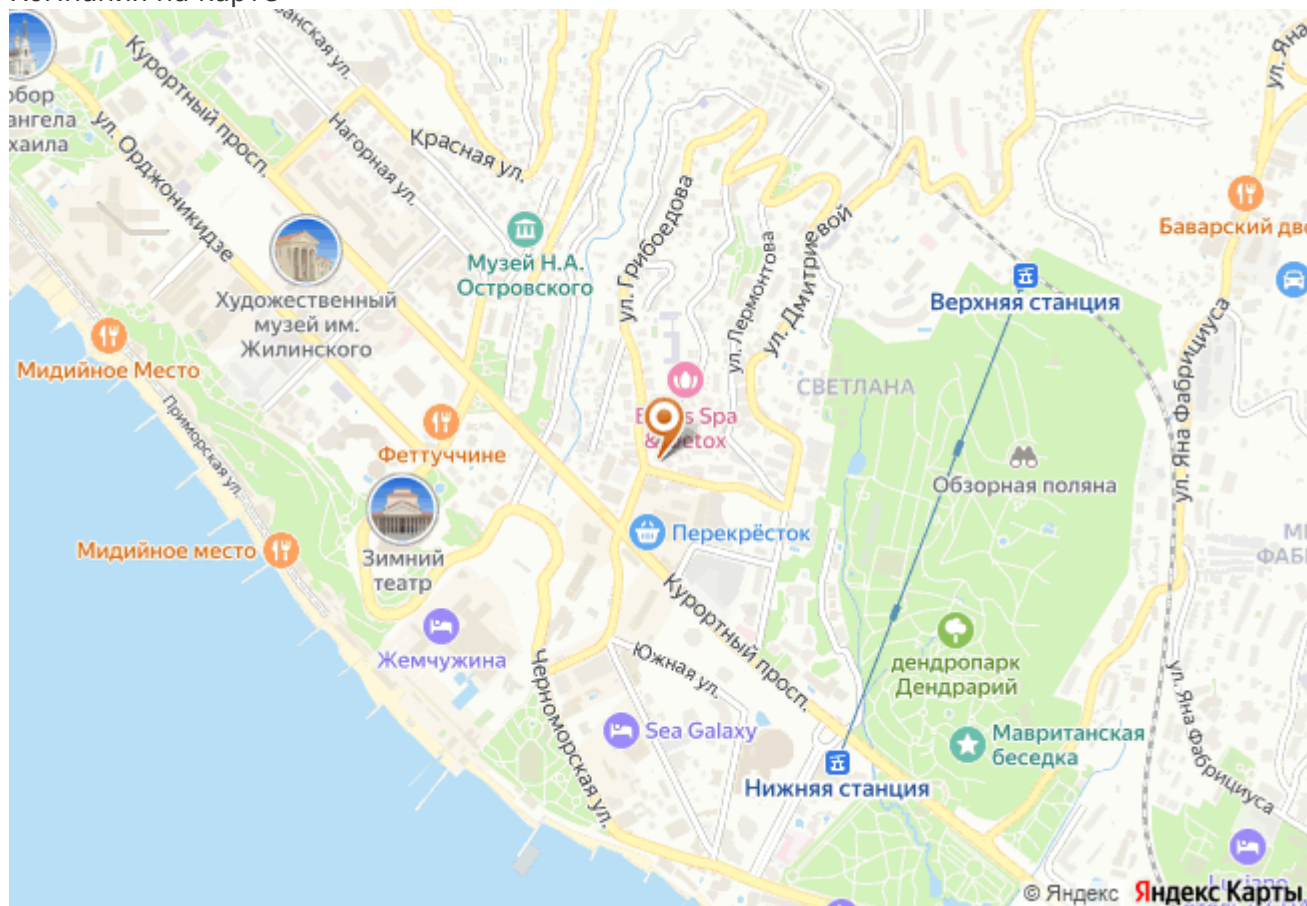 Курортный просп.
ул. Орджоникидзе
Нагорная ул.
Красная ул.
Музей Н.А.
Островского
Художественный
музей им.
Жилинского
Мидийное Место
Приморская ул.
Феттуччине
Зимний
театр
Мидийное место
Жемчужина
Черноморская ул.
ул. Грибоедова
ул. Лермонтова
ул. Дмитриевой
СВЕТЛАНА
Перекрёсток
Курортный просп.
Южная ул.
Sea Galaxy
Верхняя станция
Нижняя станция
Обзорная поляна
дендропарк
Дендрарий
Мавританская
беседка
Баварский
ул. Яна Фабрициуса
ул. Яна Фабрициуса
© Яндекс Яндекс Карты